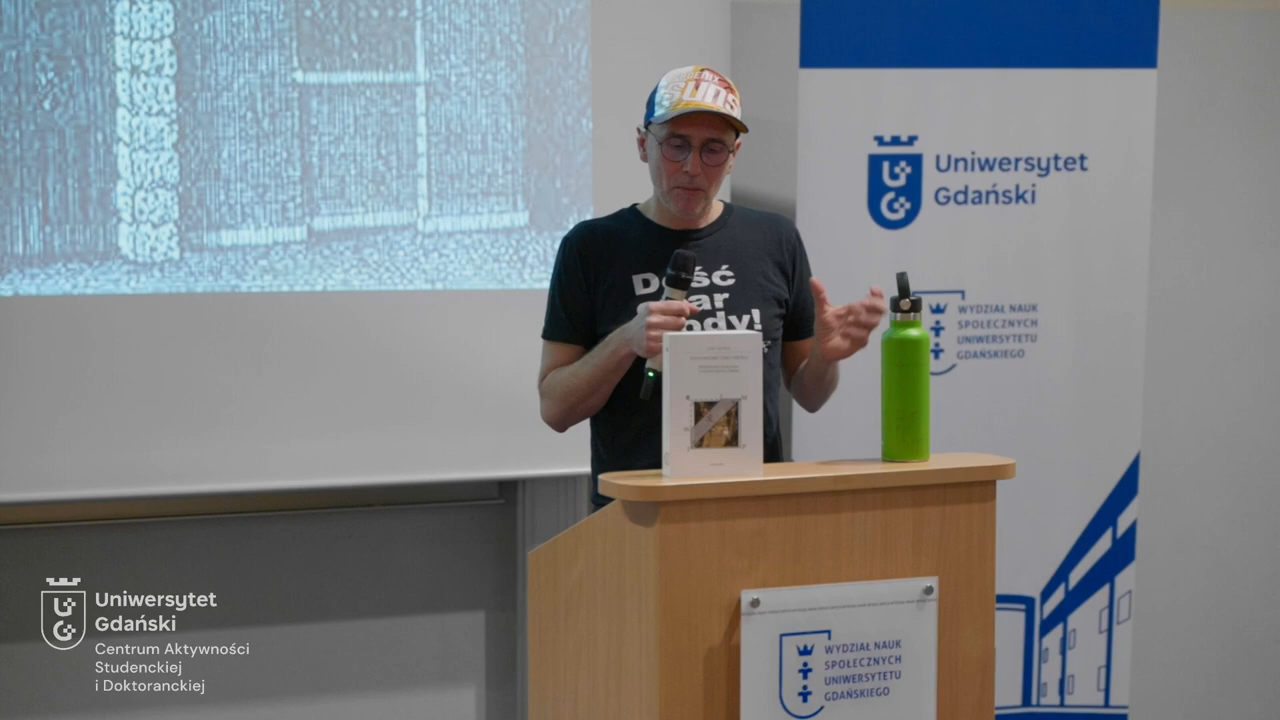 SUNS
Dość
ody!
Uniwersytet
Gdański
WYDZIAŁ NAUK
SPOŁECZNYCH
UNIWERSYTETU
GDAŃSKIEGO
WYDZIAŁ NAUK
SPOŁECZNYCH
UNIWERSYTETU
GDAŃSKIEGO
Uniwersytet
Gdański
Centrum Aktywności
Studenckiej
i Doktoranckiej